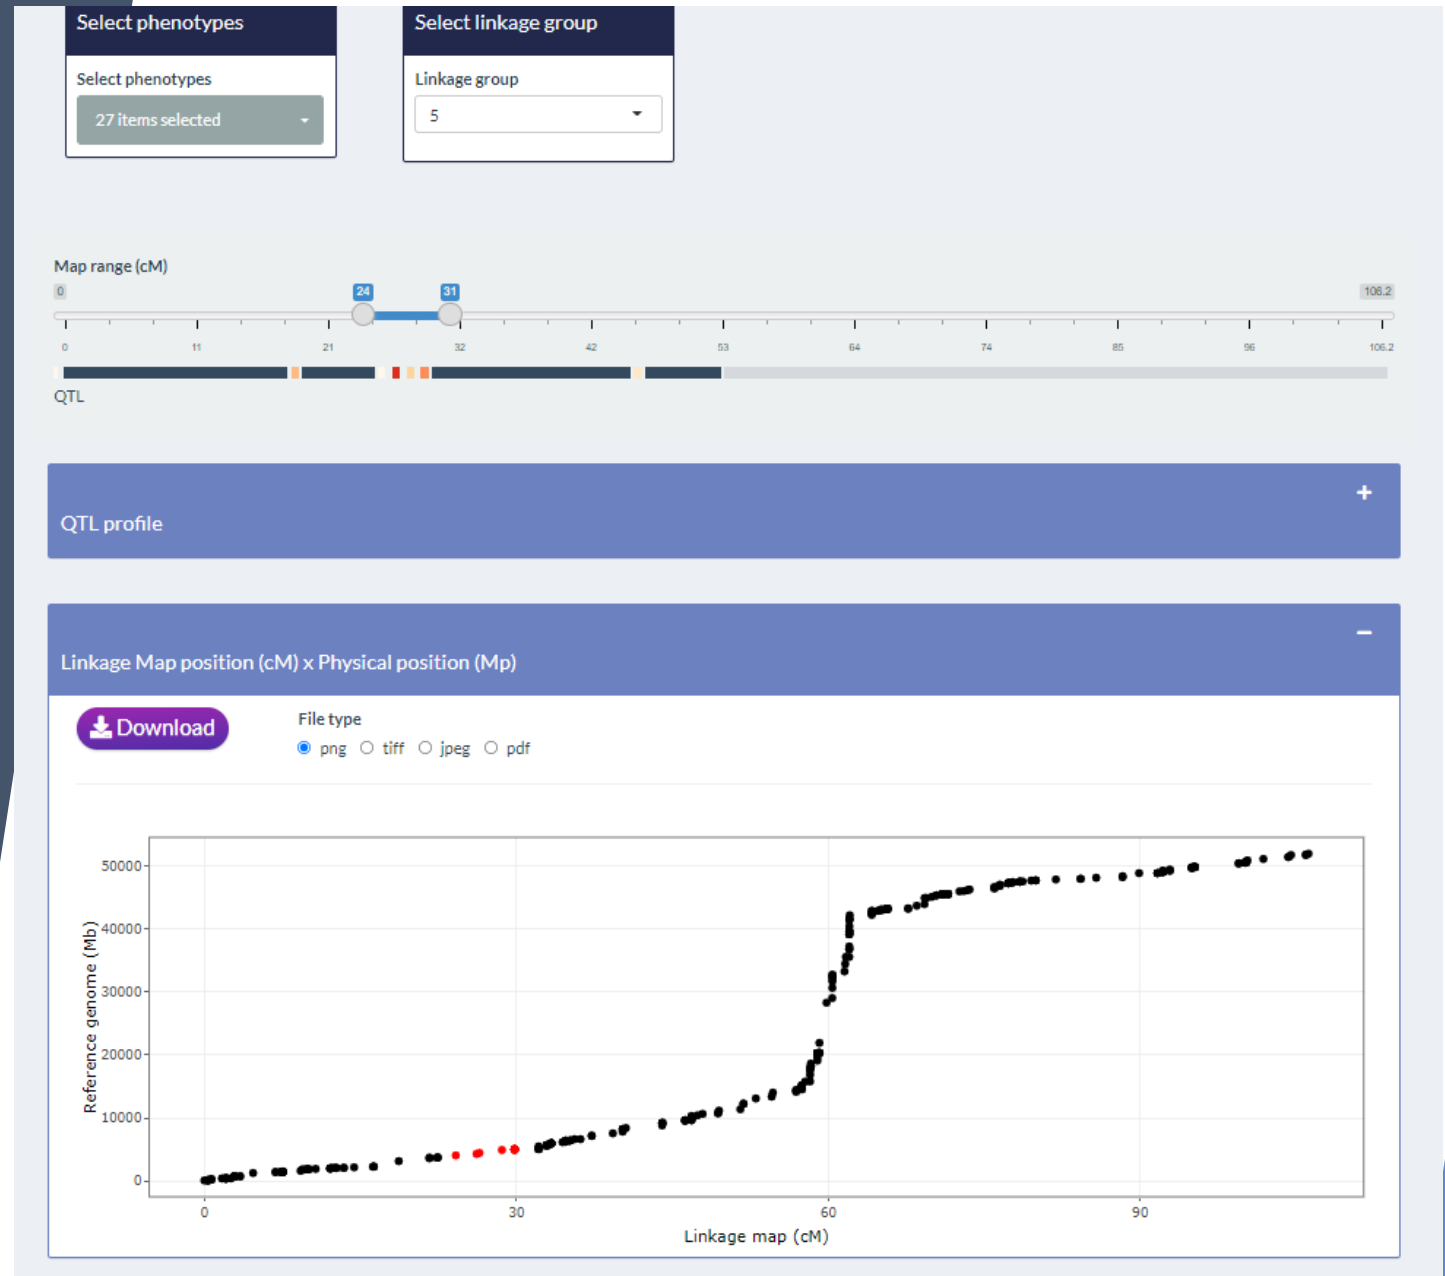 Select phenotypes
Select linkage group
Select phenotypes
Linkage group
27 items selected
5
Map range (cM)
0 24 31 106.2
0 11 21 32 42 53 64 74 85 96 106.2
QTL
QTL profile
Linkage Map position (cM) x Physical position (Mp)
Download
File type
png tiff jpeg pdf
50000
40000
30000
20000
10000
0
Reference genome (Mb)
0 30 60 90
Linkage map (cM)